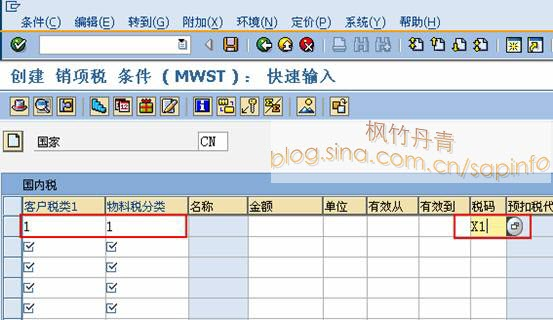 条件(C) 编辑(E) 转到(G) 附加(X) 环境(N) 定价(P) 系统(Y) 帮助(H)
创建 销项税 条件 (MWST): 快速输入
国家 CN
枫竹丹青
blog.sina.com.cn/sapinfo
国内税
客户税类1 物料税分类 名称 金额 单位 有效从 有效到 税码 预扣税代
1 1 X1